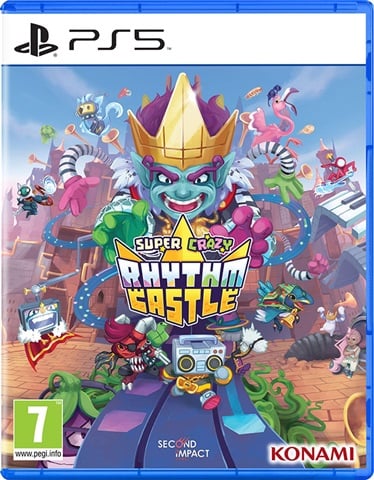 PS5
SUPER CRAZY
RHYTHM
CASTLE
7
www.pegi.info
SECOND
IMPACT
KONAMI